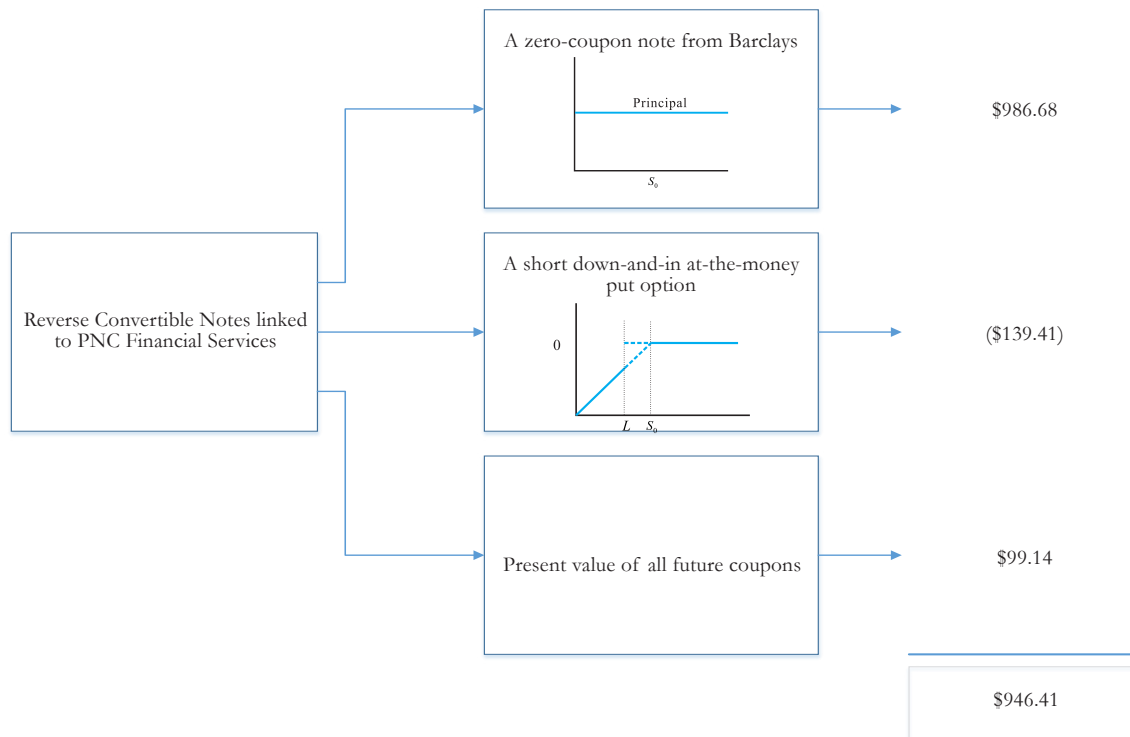 A zero-coupon note from Barclays
Principal
S₀
$986.68
Reverse Convertible Notes linked
to PNC Financial Services
A short down-and-in at-the-money
put option
0
L S₀
($139.41)
Present value of all future coupons
$99.14
$946.41